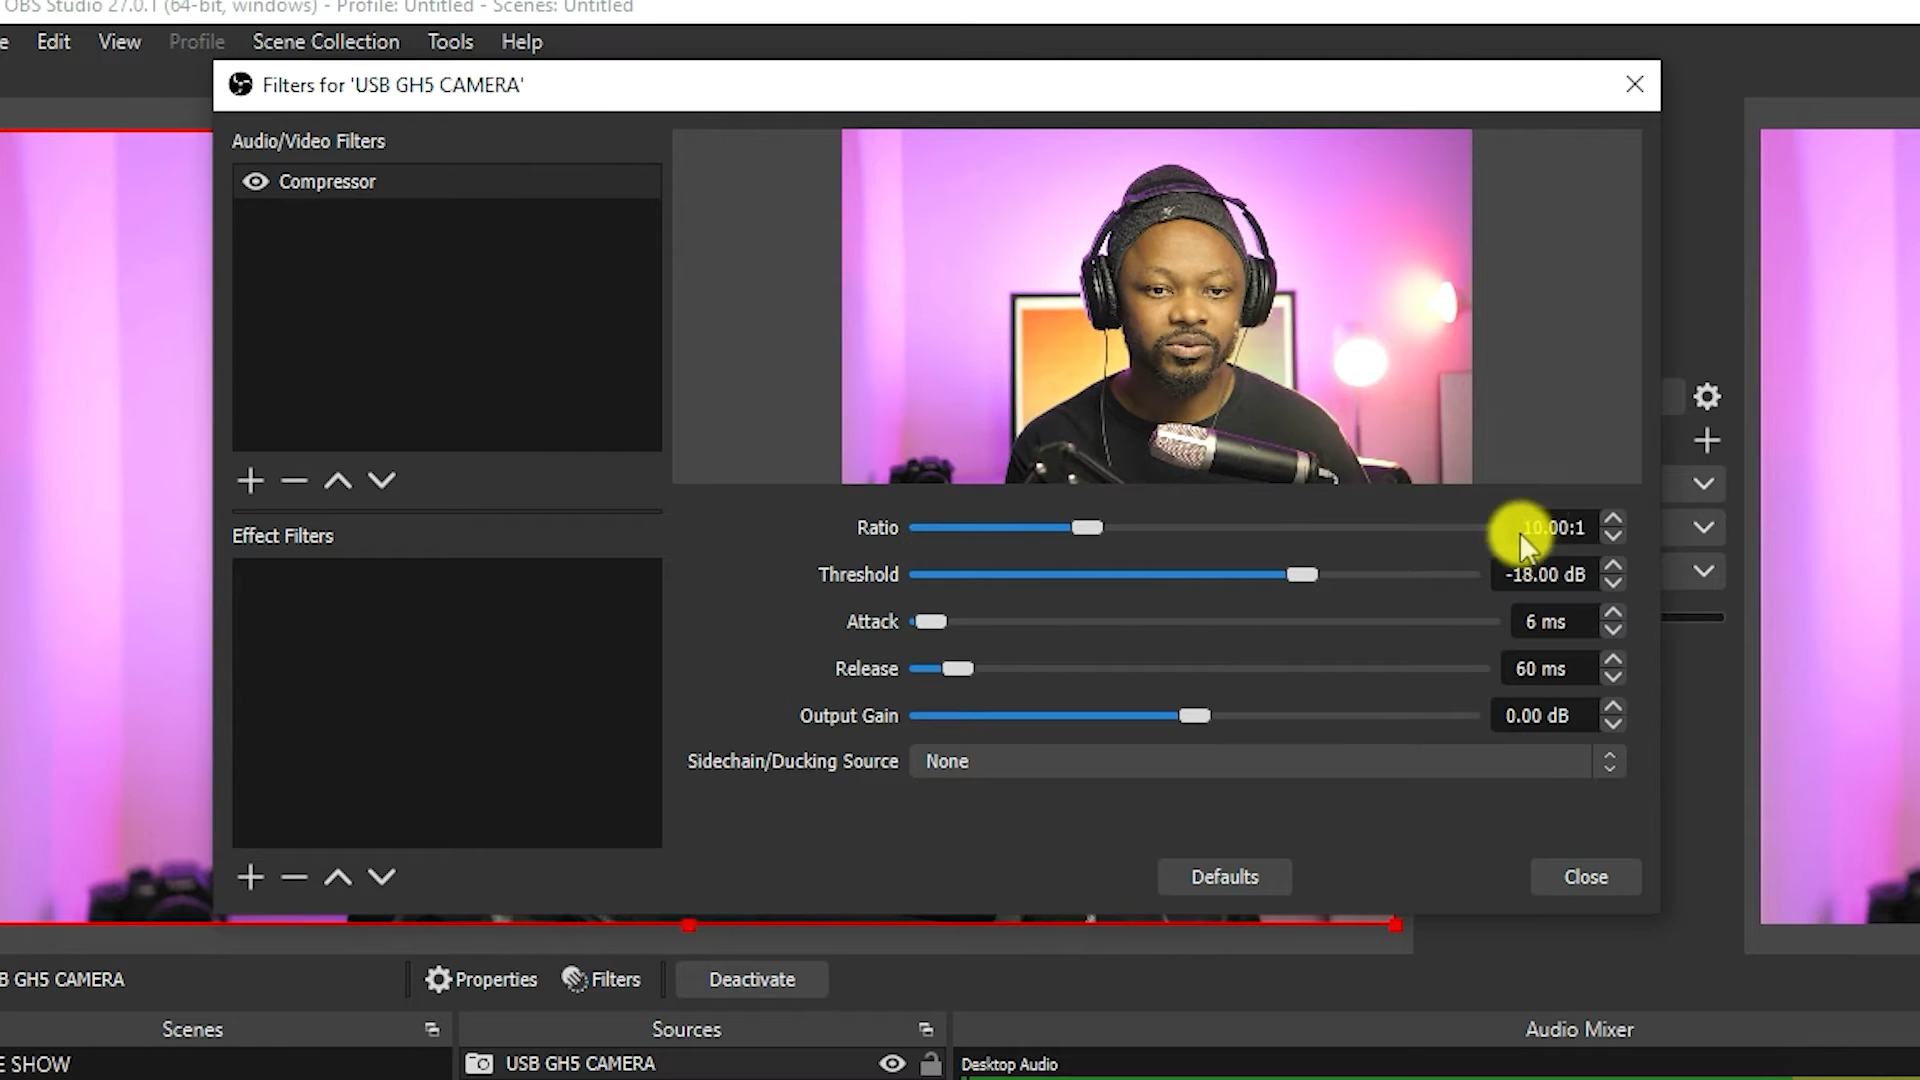 OBS Studio 27.0.1 (64-bit, windows) - Profile: Untitled - Scenes: Untitled
e Edit View Profile Scene Collection Tools Help
Filters for 'USB GH5 CAMERA'
Audio/Video Filters
Compressor
Effect Filters
Ratio 10.00:1
Threshold -18.00 dB
Attack 6 ms
Release 60 ms
Output Gain 0.00 dB
Sidechain/Ducking Source None
Defaults Close
B GH5 CAMERA Properties Filters Deactivate
Scenes Sources Audio Mixer
E SHOW USB GH5 CAMERA Desktop Audio